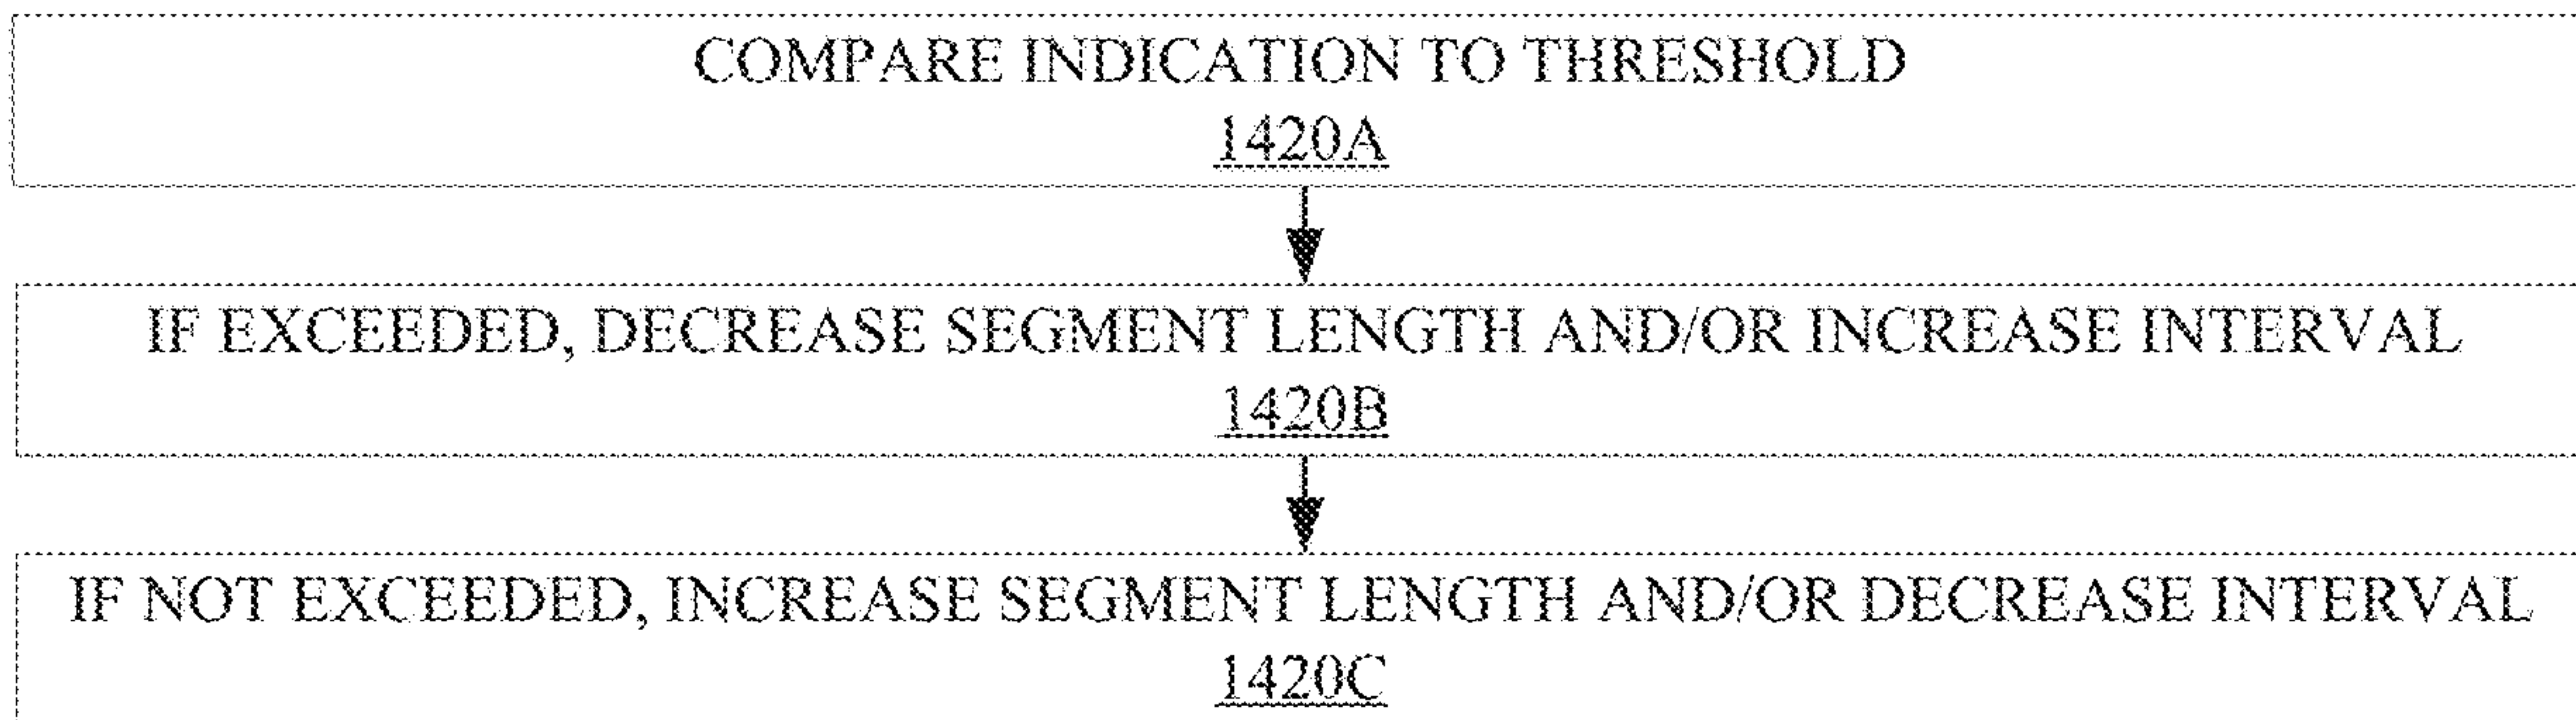 COMPARE INDICATION TO THRESHOLD
1420A
IF EXCEEDED, DECREASE SEGMENT LENGTH AND/OR INCREASE INTERVAL
1420B
IF NOT EXCEEDED, INCREASE SEGMENT LENGTH AND/OR DECREASE INTERVAL
1420C